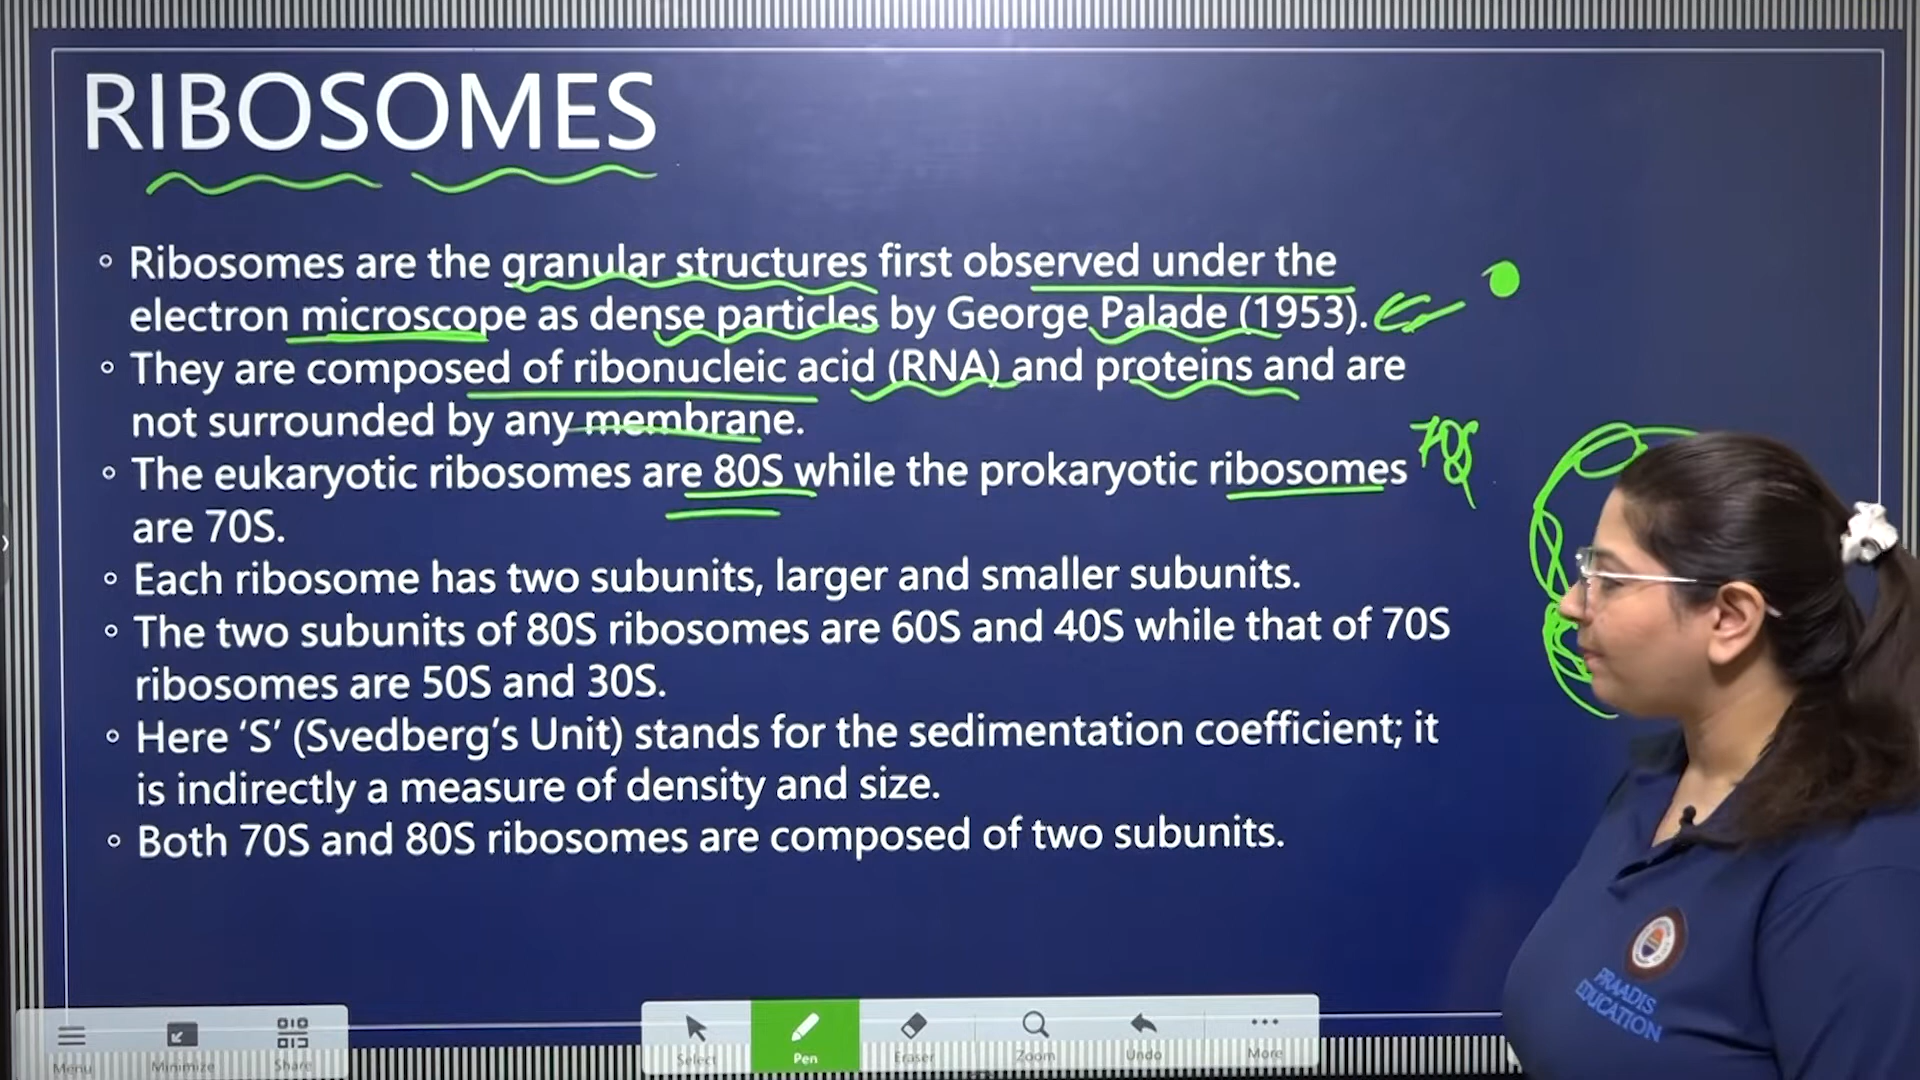 RIBOSOMES
Ribosomes are the granular structures first observed under the
electron microscope as dense particles by George Palade (1953).
They are composed of ribonucleic acid (RNA) and proteins and are
not surrounded by any membrane.
70S
The eukaryotic ribosomes are 80S while the prokaryotic ribosomes
are 70S.
Each ribosome has two subunits, larger and smaller subunits.
The two subunits of 80S ribosomes are 60S and 40S while that of 70S
ribosomes are 50S and 30S.
Here ‘S’ (Svedberg’s Unit) stands for the sedimentation coefficient; it
is indirectly a measure of density and size.
Both 70S and 80S ribosomes are composed of two subunits.
PRAADIS
EDUCATION
Menu Minimize Share Select Pen Eraser Zoom Undo More